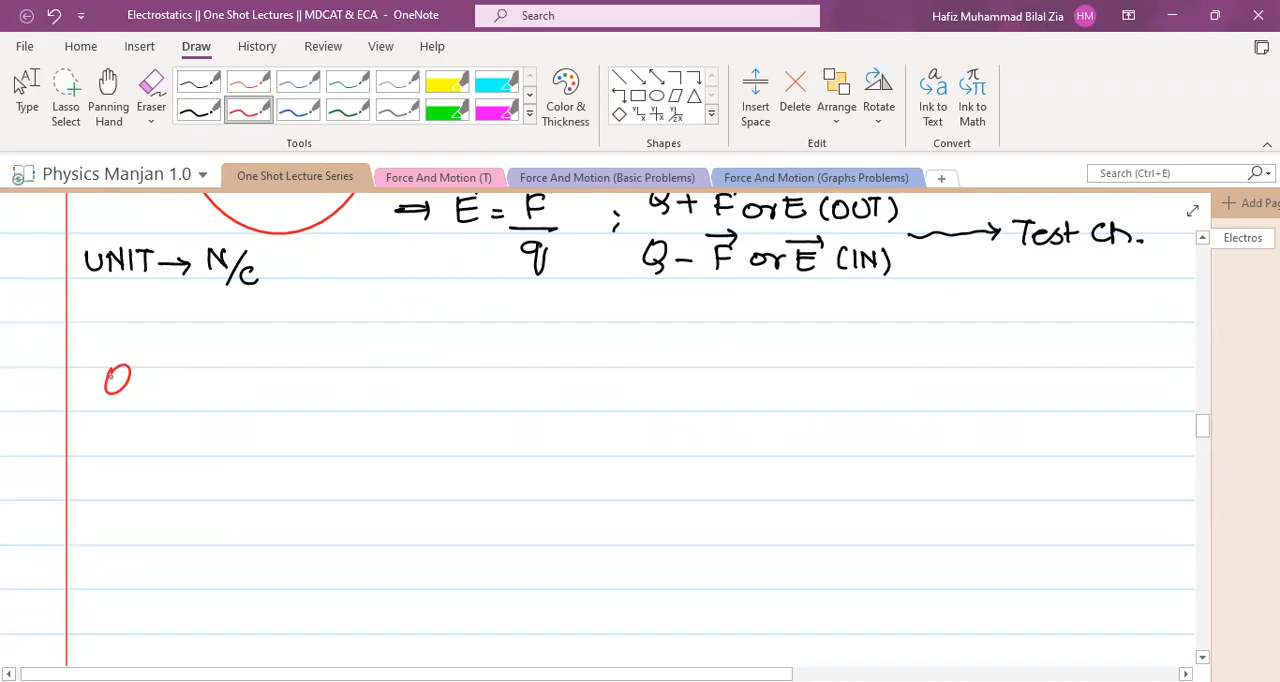 Electrostatics || One Shot Lectures || MDCAT & ECA - OneNote
Search
Hafiz Muhammad Bilal Zia HM
File Home Insert Draw History Review View Help
Type
Lasso Select
Panning Hand
Eraser
Color & Thickness
Insert Space
Delete
Arrange
Rotate
Ink to Text
Ink to Math
Tools
Shapes
Edit
Convert
Physics Manjan 1.0
One Shot Lecture Series
Force And Motion (T)
Force And Motion (Basic Problems)
Force And Motion (Graphs Problems)
Search (Ctrl+E)
Add Pag
Electros
⇒ E = F/q ;
Q + F or E (OUT)
Q - F⃗ or E⃗ (IN)
→ Test Ch.
UNIT → N/C